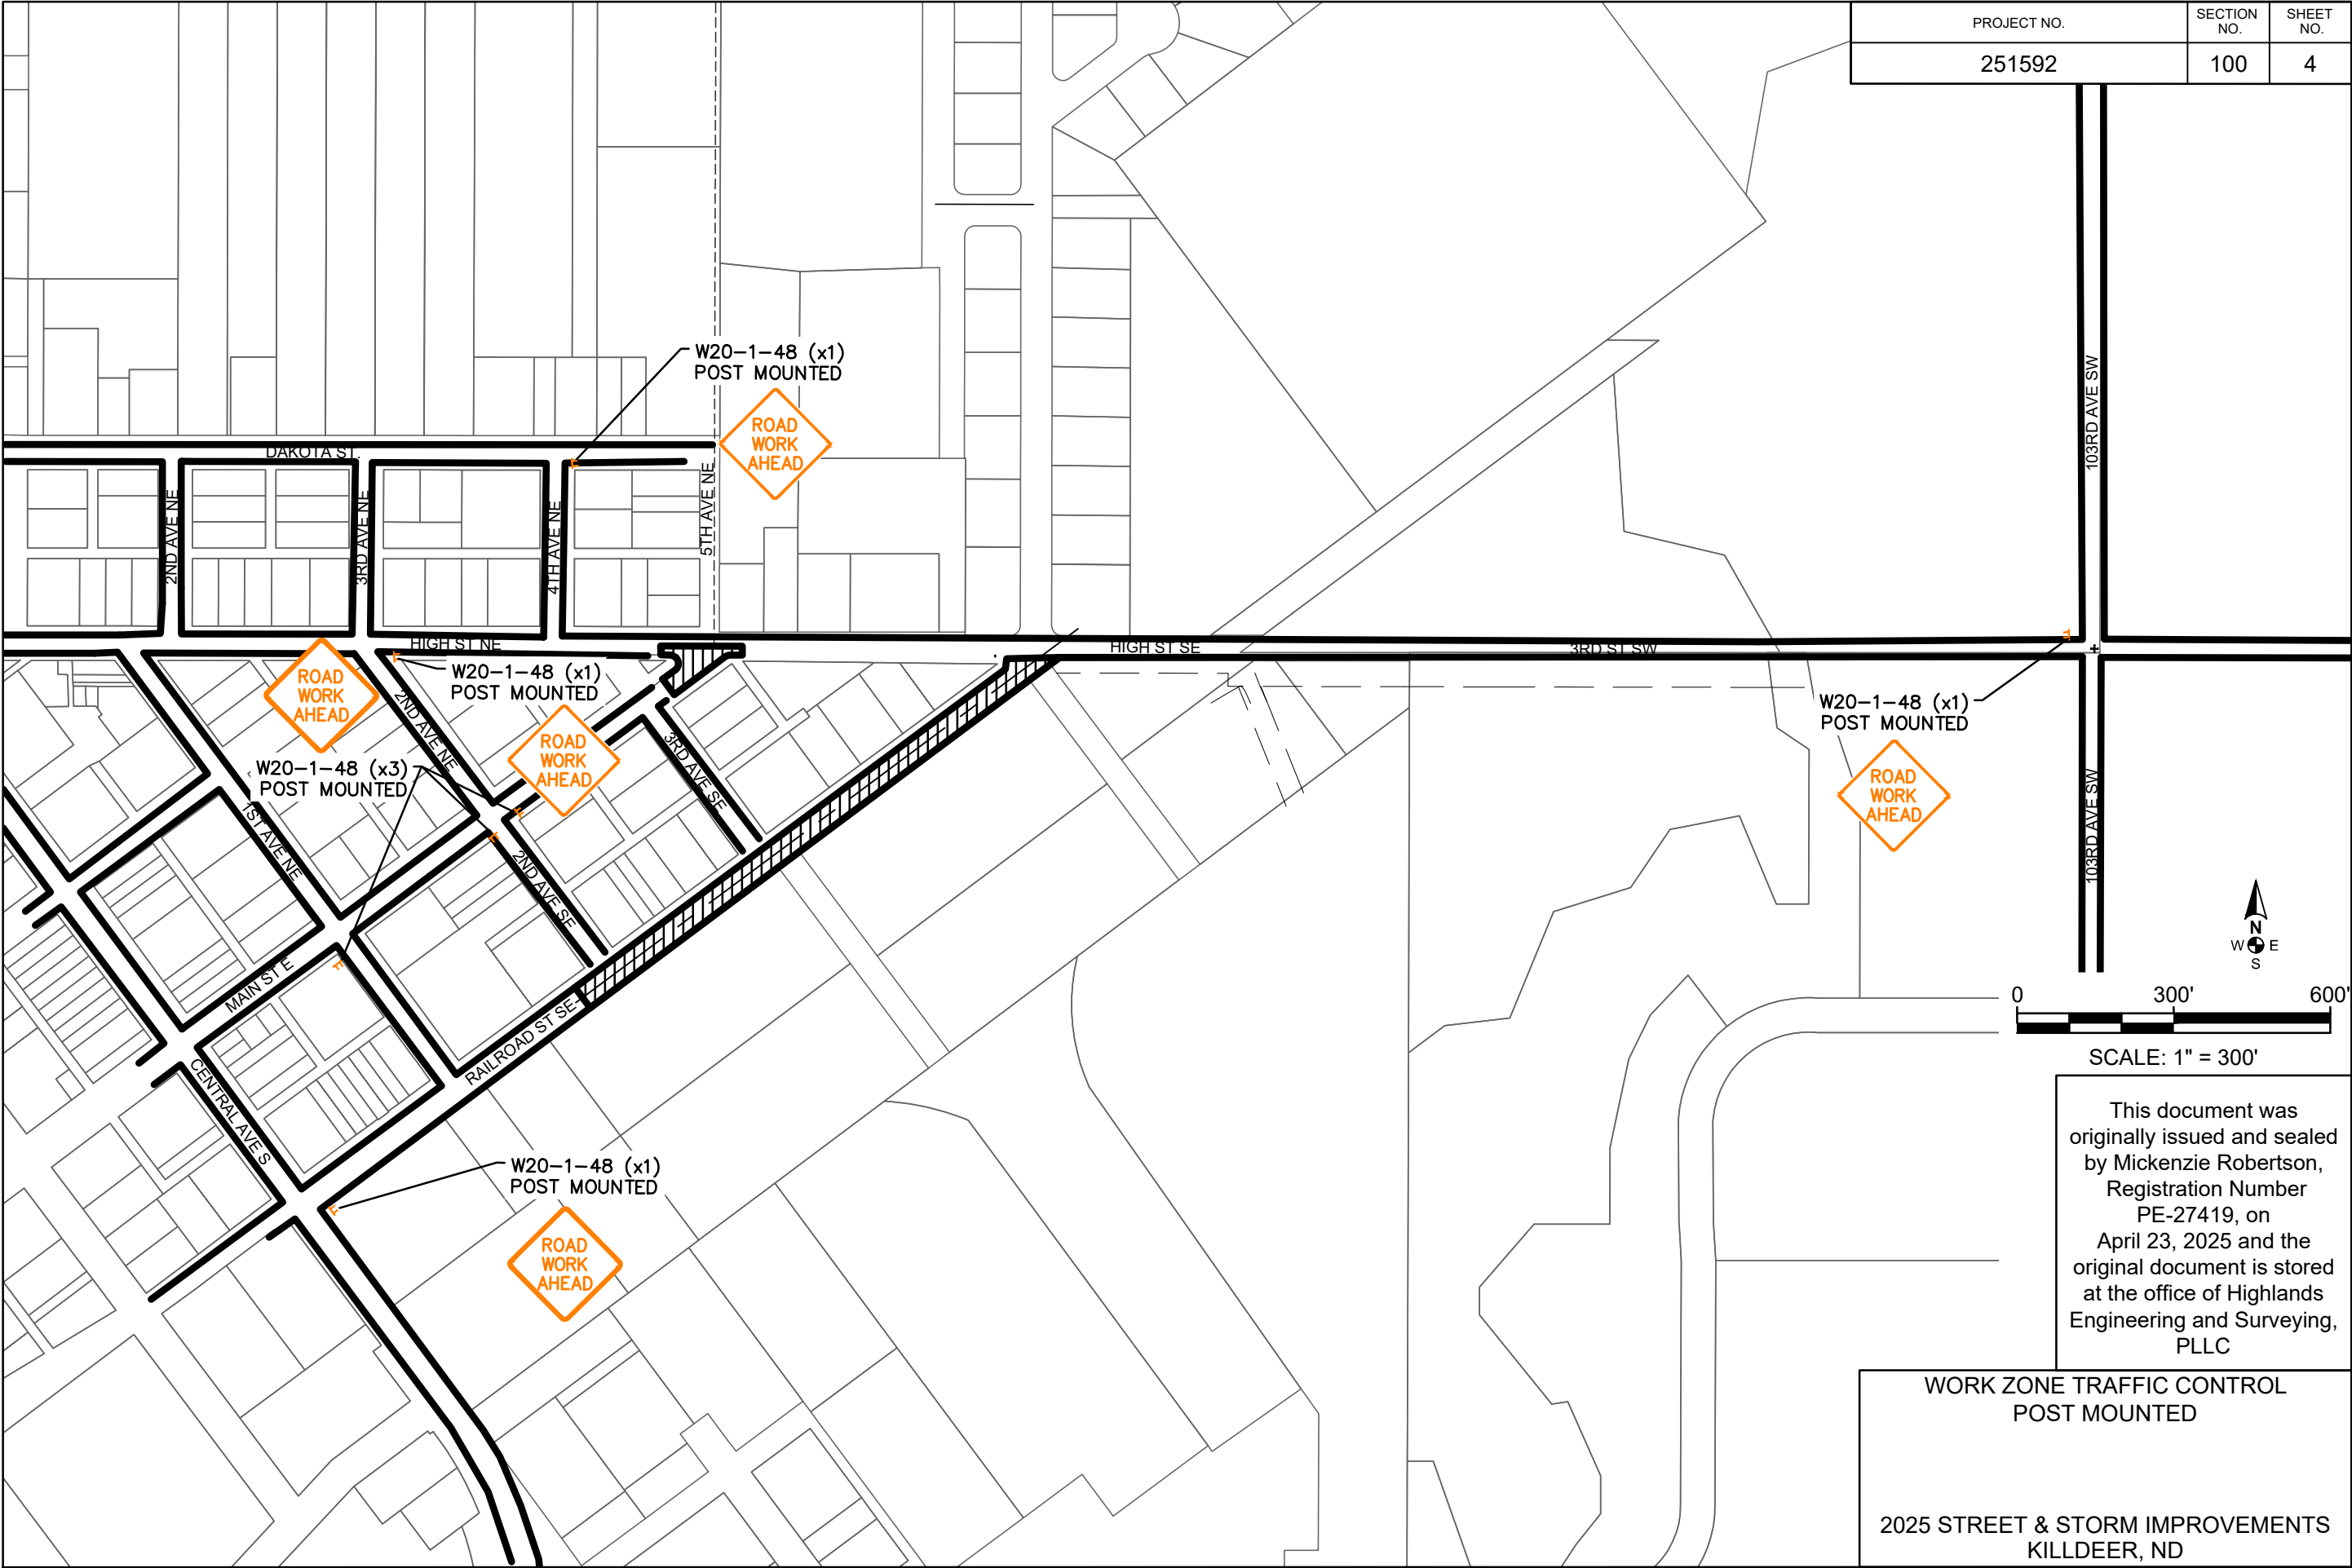 PROJECT NO.
SECTION
NO.
SHEET
NO.
251592
100
4
W20-1-48 (x1)
POST MOUNTED
ROAD
WORK
AHEAD
DAKOTA ST.
2ND AVE NE
3RD AVE NE
4TH AVE NE
5TH AVE NE
103RD AVE SW
HIGH ST NE
HIGH ST SE
3RD ST SW
W20-1-48 (x1)
POST MOUNTED
ROAD
WORK
AHEAD
2ND AVE NE
ROAD
WORK
AHEAD
3RD AVE SE
W20-1-48 (x1)
POST MOUNTED
ROAD
WORK
AHEAD
W20-1-48 (x3)
POST MOUNTED
1ST AVE NE
2ND AVE SE
103RD AVE SW
MAIN ST E
RAILROAD ST SE
CENTRAL AVE S
N
W E
S
0 300' 600'
SCALE: 1" = 300'
W20-1-48 (x1)
POST MOUNTED
ROAD
WORK
AHEAD
This document was
originally issued and sealed
by Mickenzie Robertson,
Registration Number
PE-27419, on
April 23, 2025 and the
original document is stored
at the office of Highlands
Engineering and Surveying,
PLLC
WORK ZONE TRAFFIC CONTROL
POST MOUNTED
2025 STREET & STORM IMPROVEMENTS
KILLDEER, ND